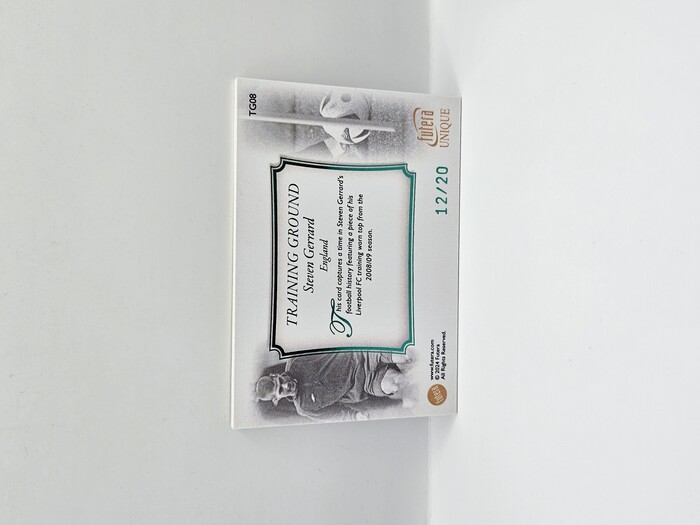 TG08
TRAINING GROUND
Steven Gerrard
England
This card captures a time in Steven Gerrard's
football history featuring a piece of his
Liverpool FC training worn top from the
2008/09 season.
www.futera.com
© 2024 Futera
All Rights Reserved.
futera
12/20
futera
UNIQUE